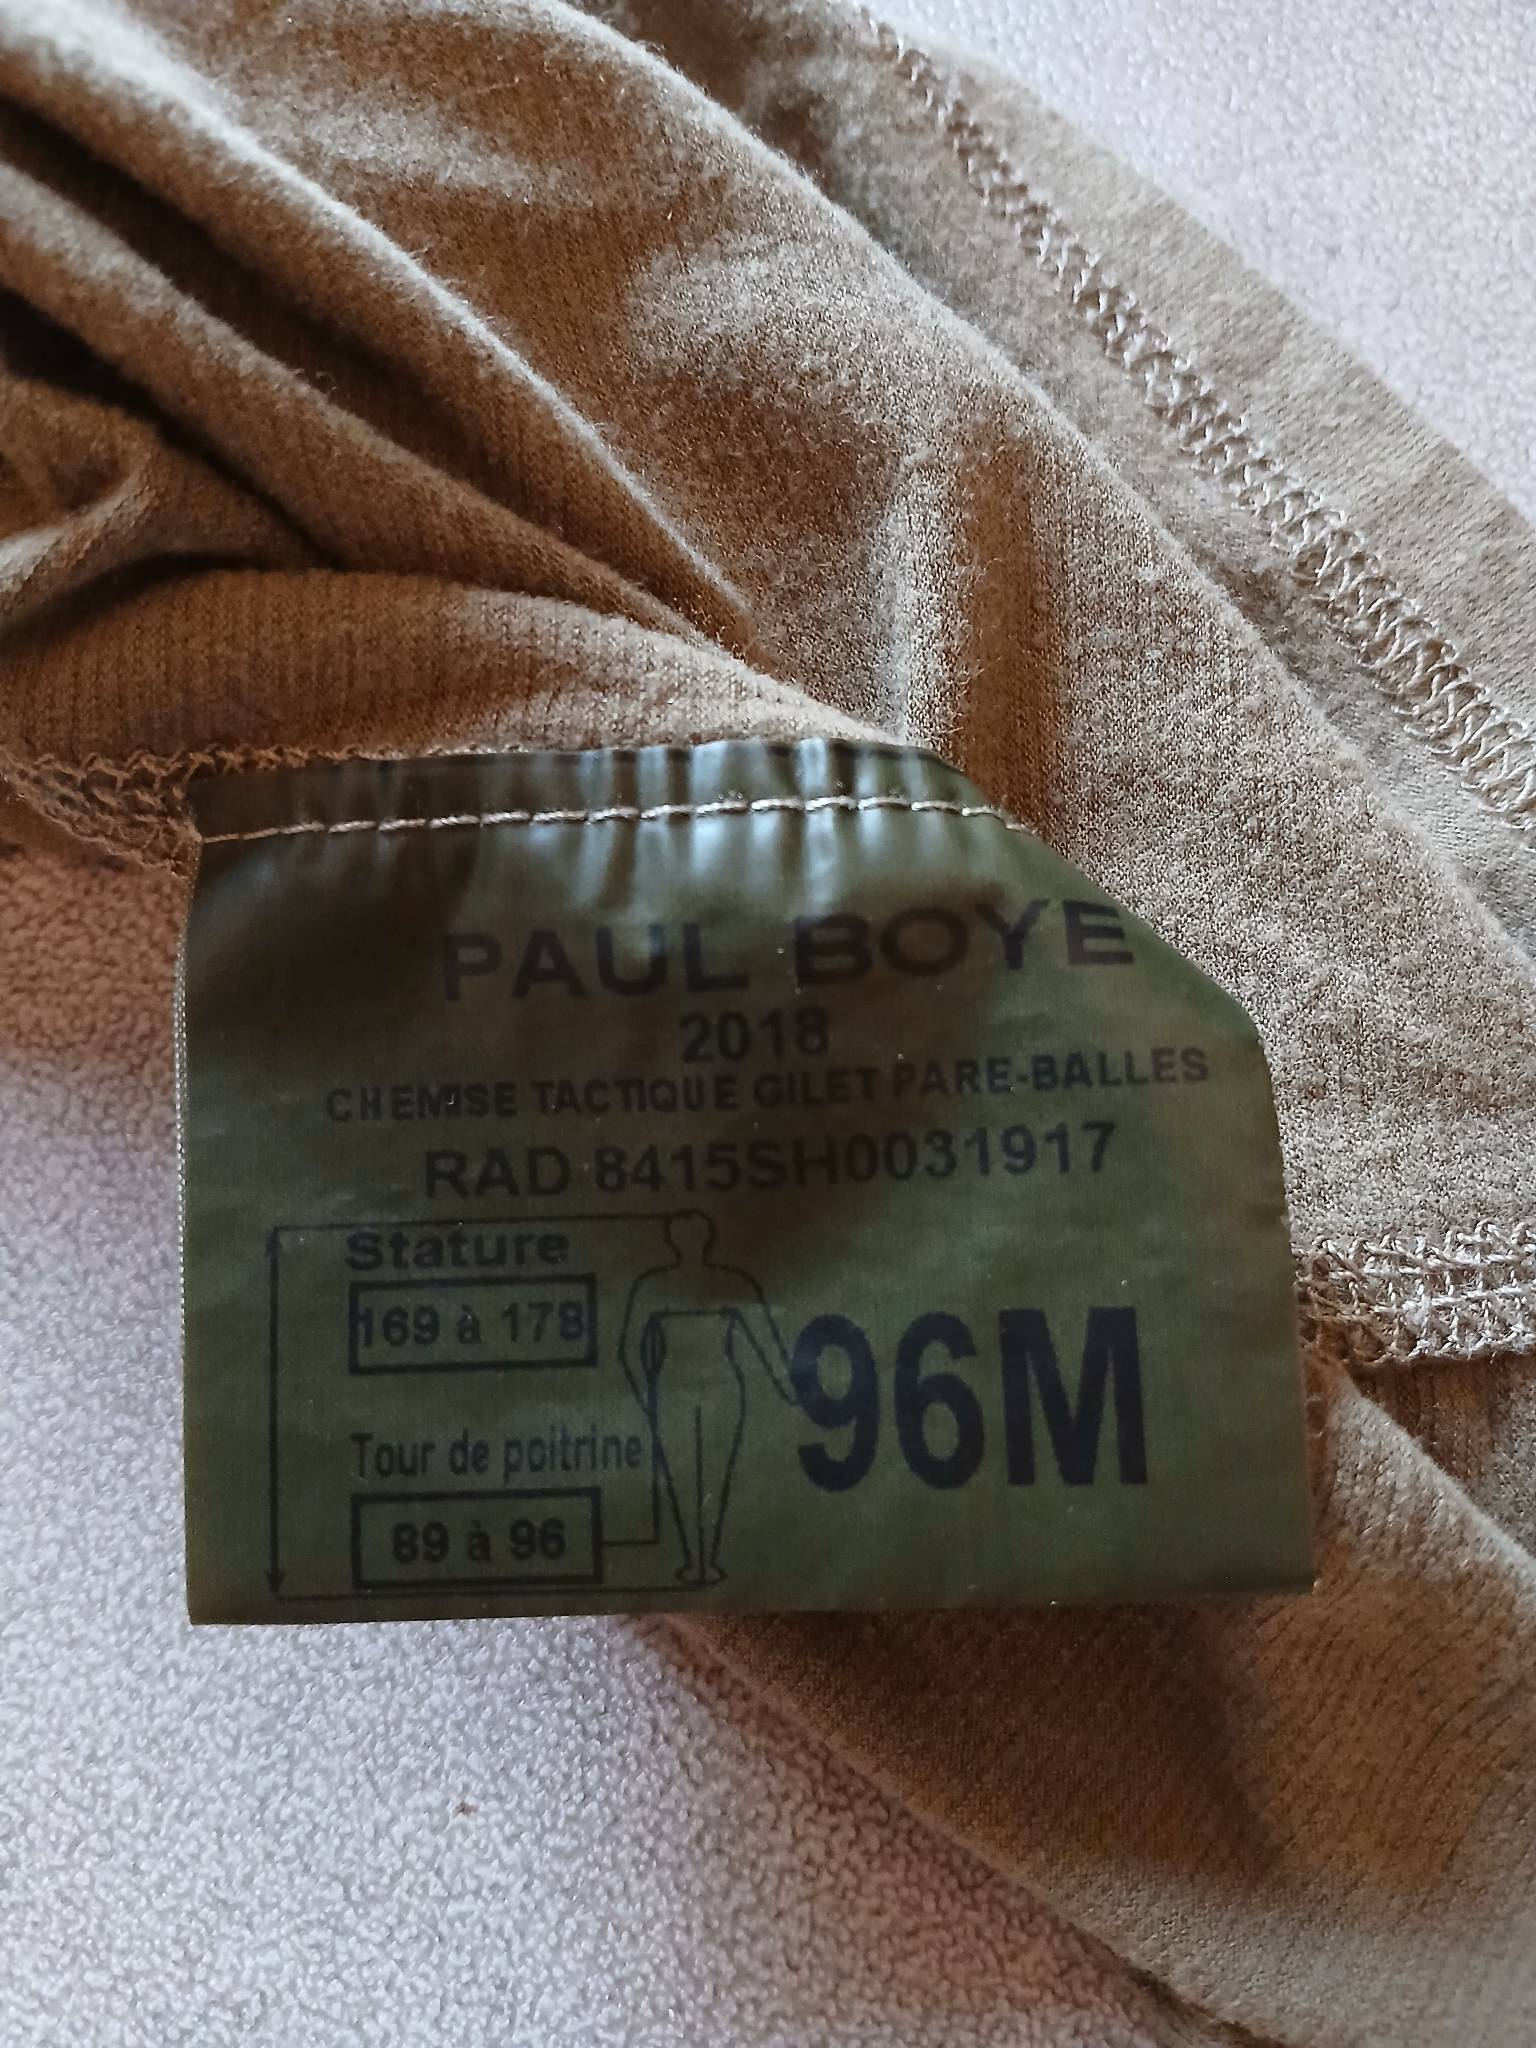 PAUL BOYE
2018
CHEMISE TACTIQUE GILET PARE-BALLES
RAD 8415SH0031917
Stature
169 à 178
96M
Tour de poitrine
89 à 96